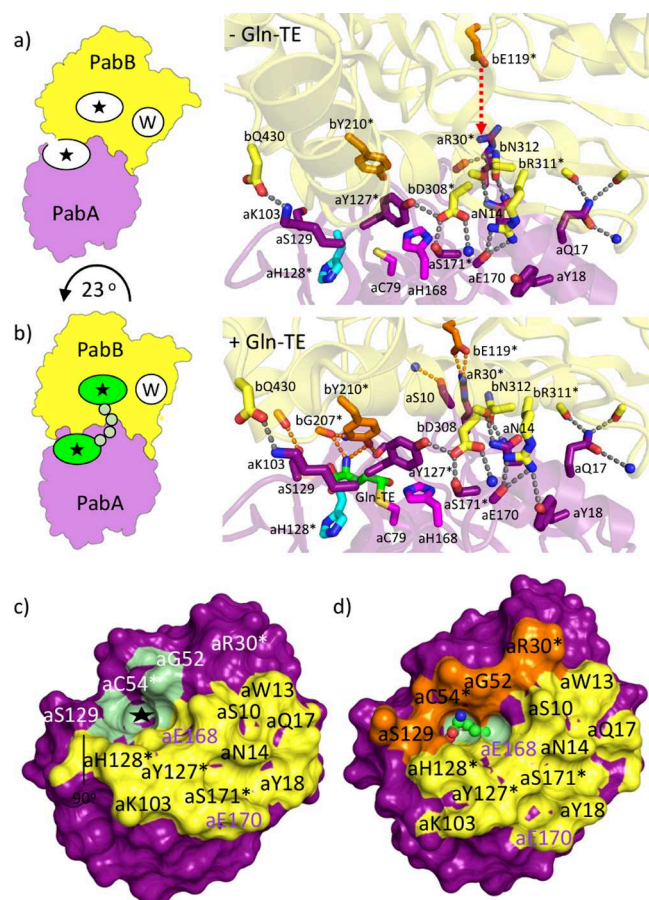 a)
PabB
W
PabA
23 °
- Gln-TE
bE119*
bQ430
bY210*
aR30*
bN312
bR311*
bD308*
aY127*
aN14
aK103
aS129
aH128*
aC79
aH168
aS171*
aE170
aQ17
aY18
b)
PabB
W
PabA
+ Gln-TE
bE119*
bQ430
bY210*
aR30*
aS10
bN312
bR311*
bG207*
bD308
aN14
aK103
aY127*
aQ17
aS129
Gln-TE
aS171*
aE170
aY18
aH128*
aC79
aH168
c)
aR30*
aG52
aC54*
aW13
aS129
aS10
aQ17
aE168
aN14
aH128*
aY127*
90°
aY18
aK103
aS171*
aE170
d)
aR30*
aG52
aC54*
aW13
aS10
aS129
aQ17
aE168
aN14
aH128*
aS171*
aY127*
aY18
aK103
aE170